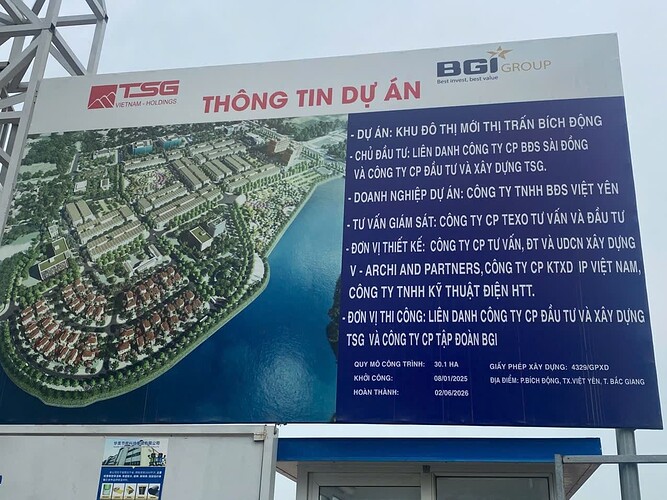 TSG
VIETNAM - HOLDINGS
BGI GROUP
Best invest, best value
THÔNG TIN DỰ ÁN
- DỰ ÁN: KHU ĐÔ THỊ MỚI THỊ TRẤN BÍCH ĐỘNG
- CHỦ ĐẦU TƯ: LIÊN DANH CÔNG TY CP BĐS SÀI ĐỒNG
VÀ CÔNG TY CP ĐẦU TƯ VÀ XÂY DỰNG TSG.
- DOANH NGHIỆP DỰ ÁN: CÔNG TY TNHH BĐS VIỆT YÊN
- TƯ VẤN GIÁM SÁT: CÔNG TY CP TEXO TƯ VẤN VÀ ĐẦU TƯ
- ĐƠN VỊ THIẾT KẾ: CÔNG TY CP TƯ VẤN, ĐT VÀ UDCN XÂY DỰNG
V - ARCHI AND PARTNERS, CÔNG TY CP KTXD IP VIỆT NAM,
CÔNG TY TNHH KỸ THUẬT ĐIỆN HTT.
- ĐƠN VỊ THI CÔNG: LIÊN DANH CÔNG TY CP ĐẦU TƯ VÀ XÂY DỰNG
TSG VÀ CÔNG TY CP TẬP ĐOÀN BGI
QUY MÔ CÔNG TRÌNH: 30.1 HA GIẤY PHÉP XÂY DỰNG: 4329/GPXD
KHỞI CÔNG: 08/01/2025 ĐỊA ĐIỂM: P.BÍCH ĐỘNG, TX.VIỆT YÊN, T. BẮC GIANG
HOÀN THÀNH: 02/06/2026